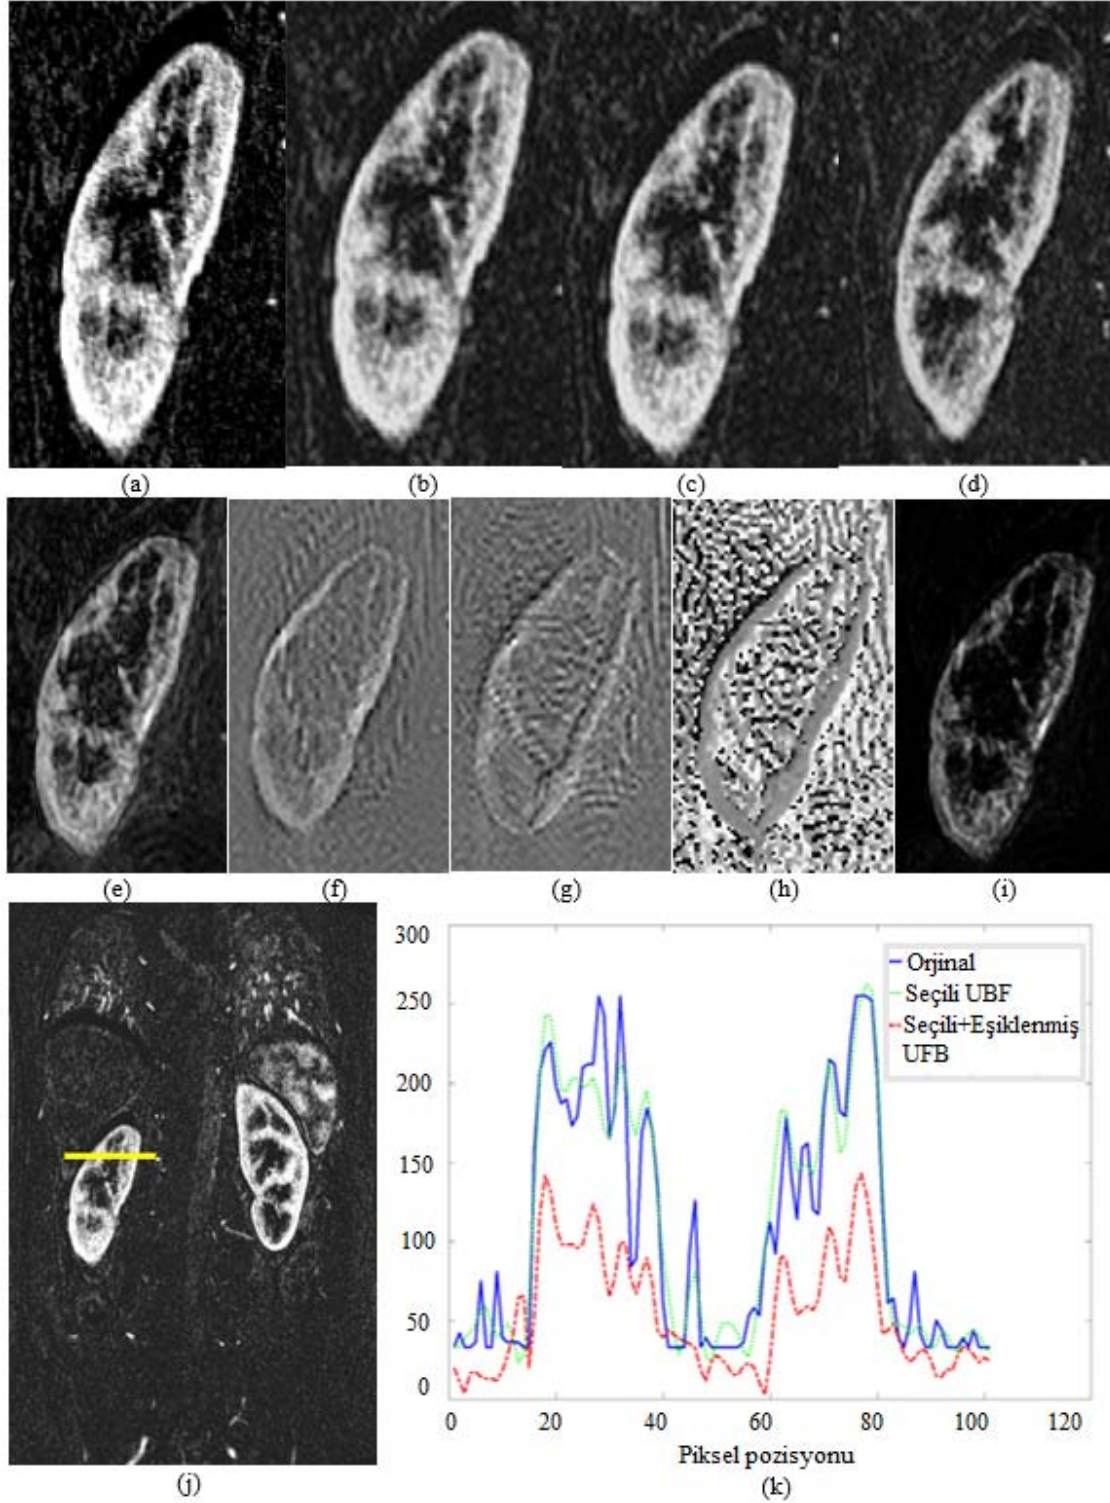 (a) (b) (c) (d)
(e) (f) (g) (h) (i)
300
250
200
150
100
50
0
Orjinal
Seçili UBF
Seçili+Eşiklenmiş
UFB
0 20 40 60 80 100 120
Piksel pozisyonu
(j) (k)